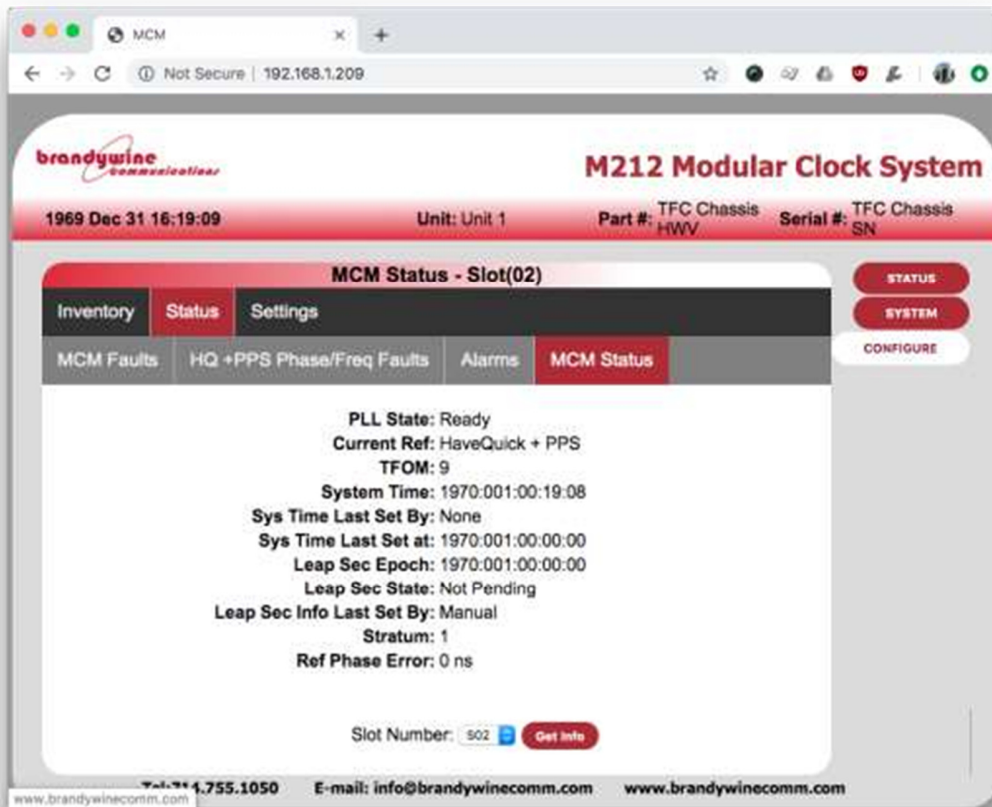 MCM
Not Secure | 192.168.1.209
brandywine
communications
M212 Modular Clock System
1969 Dec 31 16:19:09 Unit: Unit 1 Part #: TFC Chassis HWV Serial #: TFC Chassis SN
MCM Status - Slot(02)
STATUS
Inventory Status Settings
SYSTEM
MCM Faults HQ +PPS Phase/Freq Faults Alarms MCM Status
CONFIGURE
PLL State: Ready
Current Ref: HaveQuick + PPS
TFOM: 9
System Time: 1970:001:00:19:08
Sys Time Last Set By: None
Sys Time Last Set at: 1970:001:00:00:00
Leap Sec Epoch: 1970:001:00:00:00
Leap Sec State: Not Pending
Leap Sec Info Last Set By: Manual
Stratum: 1
Ref Phase Error: 0 ns
Slot Number: S02 Get Info
Tel:714.755.1050 E-mail: info@brandywinecomm.com www.brandywinecomm.com
www.brandywinecomm.com